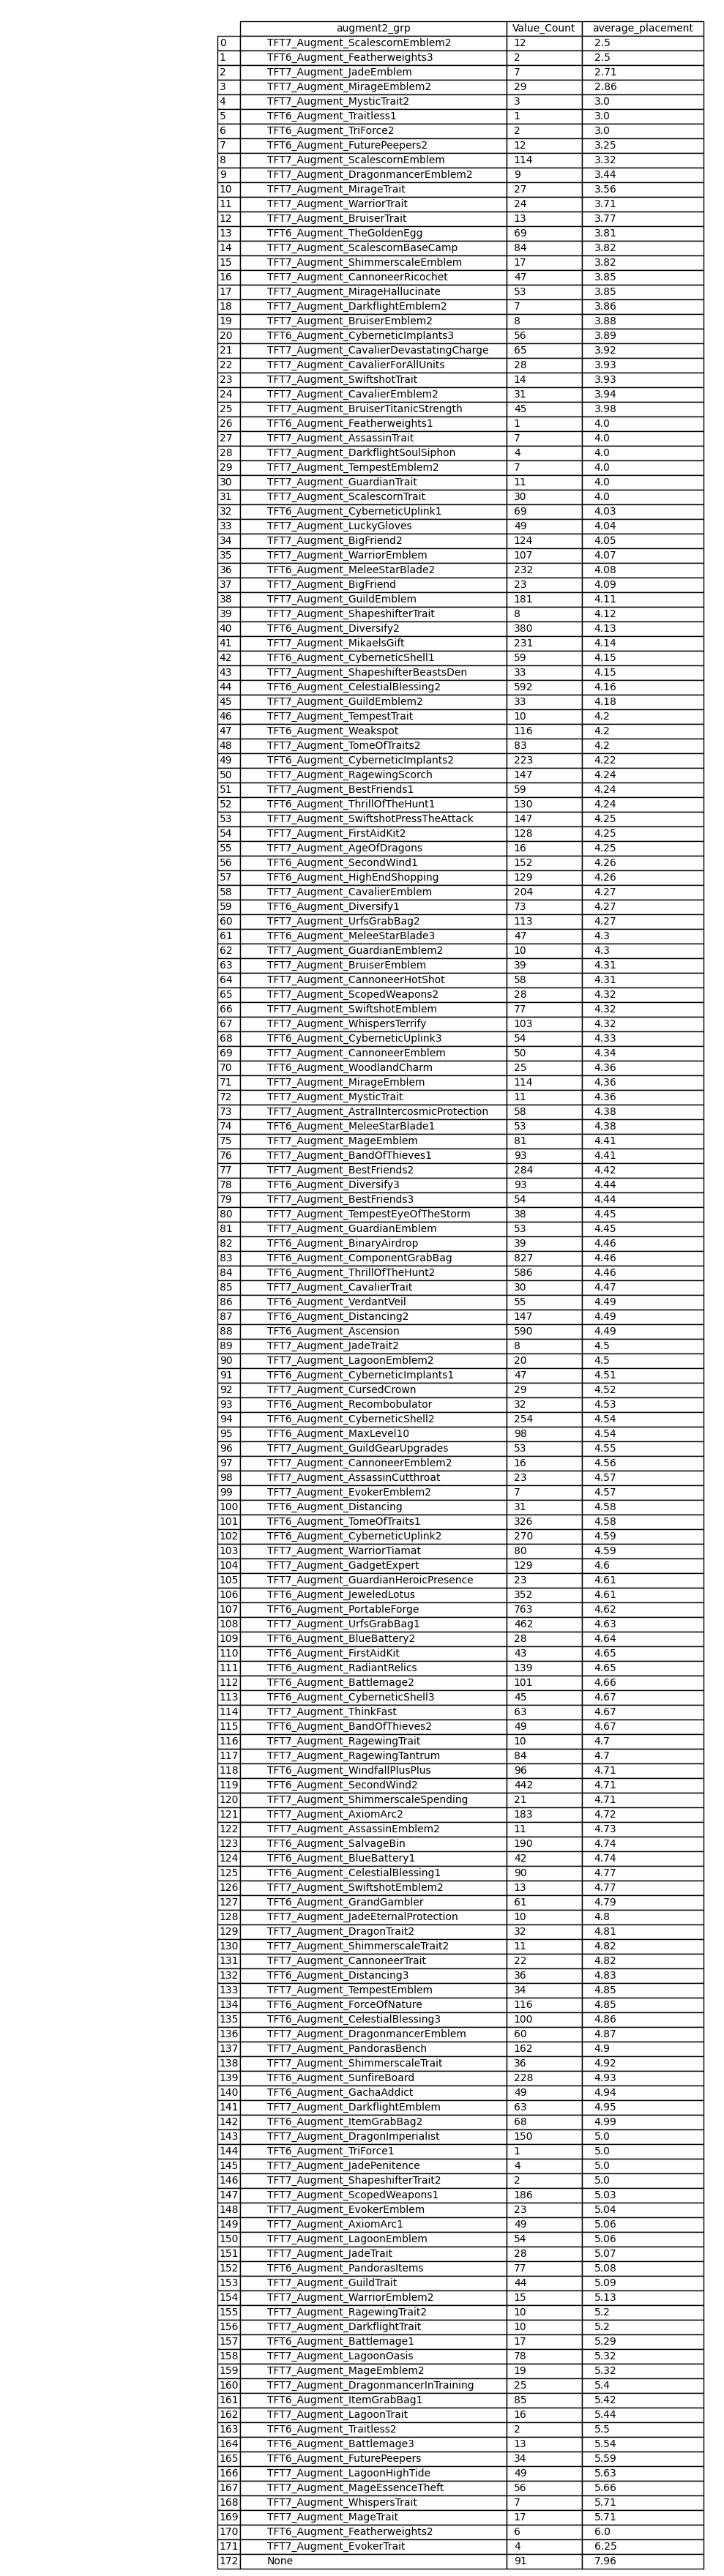 augment2_grp Value_Count average_placement
0 TFT7_Augment_ScalescornEmblem2 12 2.5
1 TFT6_Augment_Featherweights3 2 2.5
2 TFT7_Augment_JadeEmblem 7 2.71
3 TFT7_Augment_MirageEmblem2 29 2.86
4 TFT7_Augment_MysticTrait2 3 3.0
5 TFT6_Augment_Traitless1 1 3.0
6 TFT6_Augment_TriForce2 2 3.0
7 TFT6_Augment_FuturePeepers2 12 3.25
8 TFT7_Augment_ScalescornEmblem 114 3.32
9 TFT7_Augment_DragonmancerEmblem2 9 3.44
10 TFT7_Augment_MirageTrait 27 3.56
11 TFT7_Augment_WarriorTrait 24 3.71
12 TFT7_Augment_BruiserTrait 13 3.77
13 TFT6_Augment_TheGoldenEgg 69 3.81
14 TFT7_Augment_ScalescornBaseCamp 84 3.82
15 TFT7_Augment_ShimmerscaleEmblem 17 3.82
16 TFT7_Augment_CannoneerRicochet 47 3.85
17 TFT7_Augment_MirageHallucinate 53 3.85
18 TFT7_Augment_DarkflightEmblem2 7 3.86
19 TFT7_Augment_BruiserEmblem2 8 3.88
20 TFT6_Augment_CyberneticImplants3 56 3.89
21 TFT7_Augment_CavalierDevastatingCharge 65 3.92
22 TFT7_Augment_CavalierForAllUnits 28 3.93
23 TFT7_Augment_SwiftshotTrait 14 3.93
24 TFT7_Augment_CavalierEmblem2 31 3.94
25 TFT7_Augment_BruiserTitanicStrength 45 3.98
26 TFT6_Augment_Featherweights1 1 4.0
27 TFT7_Augment_AssassinTrait 7 4.0
28 TFT7_Augment_DarkflightSoulSiphon 4 4.0
29 TFT7_Augment_TempestEmblem2 7 4.0
30 TFT7_Augment_GuardianTrait 11 4.0
31 TFT7_Augment_ScalescornTrait 30 4.0
32 TFT6_Augment_CyberneticUplink1 69 4.03
33 TFT7_Augment_LuckyGloves 49 4.04
34 TFT7_Augment_BigFriend2 124 4.05
35 TFT7_Augment_WarriorEmblem 107 4.07
36 TFT6_Augment_MeleeStarBlade2 232 4.08
37 TFT7_Augment_BigFriend 23 4.09
38 TFT7_Augment_GuildEmblem 181 4.11
39 TFT7_Augment_ShapeshifterTrait 8 4.12
40 TFT6_Augment_Diversify2 380 4.13
41 TFT7_Augment_MikaelsGift 231 4.14
42 TFT6_Augment_CyberneticShell1 59 4.15
43 TFT7_Augment_ShapeshifterBeastsDen 33 4.15
44 TFT6_Augment_CelestialBlessing2 592 4.16
45 TFT7_Augment_GuildEmblem2 33 4.18
46 TFT7_Augment_TempestTrait 10 4.2
47 TFT6_Augment_Weakspot 116 4.2
48 TFT7_Augment_TomeOfTraits2 83 4.2
49 TFT6_Augment_CyberneticImplants2 223 4.22
50 TFT7_Augment_RagewingScorch 147 4.24
51 TFT7_Augment_BestFriends1 59 4.24
52 TFT6_Augment_ThrillOfTheHunt1 130 4.24
53 TFT7_Augment_SwiftshotPressTheAttack 147 4.25
54 TFT7_Augment_FirstAidKit2 128 4.25
55 TFT7_Augment_AgeOfDragons 16 4.25
56 TFT6_Augment_SecondWind1 152 4.26
57 TFT6_Augment_HighEndShopping 129 4.26
58 TFT7_Augment_CavalierEmblem 204 4.27
59 TFT6_Augment_Diversify1 73 4.27
60 TFT7_Augment_UrfsGrabBag2 113 4.27
61 TFT6_Augment_MeleeStarBlade3 47 4.3
62 TFT7_Augment_GuardianEmblem2 10 4.3
63 TFT7_Augment_BruiserEmblem 39 4.31
64 TFT7_Augment_CannoneerHotShot 58 4.31
65 TFT7_Augment_ScopedWeapons2 28 4.32
66 TFT7_Augment_SwiftshotEmblem 77 4.32
67 TFT7_Augment_WhispersTerrify 103 4.32
68 TFT6_Augment_CyberneticUplink3 54 4.33
69 TFT7_Augment_CannoneerEmblem 50 4.34
70 TFT6_Augment_WoodlandCharm 25 4.36
71 TFT7_Augment_MirageEmblem 114 4.36
72 TFT7_Augment_MysticTrait 11 4.36
73 TFT7_Augment_AstralIntercosmicProtection 58 4.38
74 TFT6_Augment_MeleeStarBlade1 53 4.38
75 TFT7_Augment_MageEmblem 81 4.41
76 TFT7_Augment_BandOfThieves1 93 4.41
77 TFT7_Augment_BestFriends2 284 4.42
78 TFT6_Augment_Diversify3 93 4.44
79 TFT7_Augment_BestFriends3 54 4.44
80 TFT7_Augment_TempestEyeOfTheStorm 38 4.45
81 TFT7_Augment_GuardianEmblem 53 4.45
82 TFT6_Augment_BinaryAirdrop 39 4.46
83 TFT6_Augment_ComponentGrabBag 827 4.46
84 TFT6_Augment_ThrillOfTheHunt2 586 4.46
85 TFT7_Augment_CavalierTrait 30 4.47
86 TFT6_Augment_VerdantVeil 55 4.49
87 TFT6_Augment_Distancing2 147 4.49
88 TFT6_Augment_Ascension 590 4.49
89 TFT7_Augment_JadeTrait2 8 4.5
90 TFT7_Augment_LagoonEmblem2 20 4.5
91 TFT6_Augment_CyberneticImplants1 47 4.51
92 TFT7_Augment_CursedCrown 29 4.52
93 TFT6_Augment_Recombobulator 32 4.53
94 TFT6_Augment_CyberneticShell2 254 4.54
95 TFT6_Augment_MaxLevel10 98 4.54
96 TFT7_Augment_GuildGearUpgrades 53 4.55
97 TFT7_Augment_CannoneerEmblem2 16 4.56
98 TFT7_Augment_AssassinCutthroat 23 4.57
99 TFT7_Augment_EvokerEmblem2 7 4.57
100 TFT6_Augment_Distancing 31 4.58
101 TFT6_Augment_TomeOfTraits1 326 4.58
102 TFT6_Augment_CyberneticUplink2 270 4.59
103 TFT7_Augment_WarriorTiamat 80 4.59
104 TFT7_Augment_GadgetExpert 129 4.6
105 TFT7_Augment_GuardianHeroicPresence 23 4.61
106 TFT6_Augment_JeweledLotus 352 4.61
107 TFT6_Augment_PortableForge 763 4.62
108 TFT7_Augment_UrfsGrabBag1 462 4.63
109 TFT6_Augment_BlueBattery2 28 4.64
110 TFT6_Augment_FirstAidKit 43 4.65
111 TFT6_Augment_RadiantRelics 139 4.65
112 TFT6_Augment_Battlemage2 101 4.66
113 TFT6_Augment_CyberneticShell3 45 4.67
114 TFT7_Augment_ThinkFast 63 4.67
115 TFT6_Augment_BandOfThieves2 49 4.67
116 TFT7_Augment_RagewingTrait 10 4.7
117 TFT7_Augment_RagewingTantrum 84 4.7
118 TFT6_Augment_WindfallPlusPlus 96 4.71
119 TFT6_Augment_SecondWind2 442 4.71
120 TFT7_Augment_ShimmerscaleSpending 21 4.71
121 TFT7_Augment_AxiomArc2 183 4.72
122 TFT7_Augment_AssassinEmblem2 11 4.73
123 TFT6_Augment_SalvageBin 190 4.74
124 TFT6_Augment_BlueBattery1 42 4.74
125 TFT6_Augment_CelestialBlessing1 90 4.77
126 TFT7_Augment_SwiftshotEmblem2 13 4.77
127 TFT6_Augment_GrandGambler 61 4.79
128 TFT7_Augment_JadeEternalProtection 10 4.8
129 TFT7_Augment_DragonTrait2 32 4.81
130 TFT7_Augment_ShimmerscaleTrait2 11 4.82
131 TFT7_Augment_CannoneerTrait 22 4.82
132 TFT6_Augment_Distancing3 36 4.83
133 TFT7_Augment_TempestEmblem 34 4.85
134 TFT6_Augment_ForceOfNature 116 4.85
135 TFT6_Augment_CelestialBlessing3 100 4.86
136 TFT7_Augment_DragonmancerEmblem 60 4.87
137 TFT7_Augment_PandorasBench 162 4.9
138 TFT7_Augment_ShimmerscaleTrait 36 4.92
139 TFT6_Augment_SunfireBoard 228 4.93
140 TFT6_Augment_GachaAddict 49 4.94
141 TFT7_Augment_DarkflightEmblem 63 4.95
142 TFT6_Augment_ItemGrabBag2 68 4.99
143 TFT7_Augment_DragonImperialist 150 5.0
144 TFT6_Augment_TriForce1 1 5.0
145 TFT7_Augment_JadePenitence 4 5.0
146 TFT7_Augment_ShapeshifterTrait2 2 5.0
147 TFT7_Augment_ScopedWeapons1 186 5.03
148 TFT7_Augment_EvokerEmblem 23 5.04
149 TFT7_Augment_AxiomArc1 49 5.06
150 TFT7_Augment_LagoonEmblem 54 5.06
151 TFT7_Augment_JadeTrait 28 5.07
152 TFT6_Augment_PandorasItems 77 5.08
153 TFT7_Augment_GuildTrait 44 5.09
154 TFT7_Augment_WarriorEmblem2 15 5.13
155 TFT7_Augment_RagewingTrait2 10 5.2
156 TFT7_Augment_DarkflightTrait 10 5.2
157 TFT6_Augment_Battlemage1 17 5.29
158 TFT7_Augment_LagoonOasis 78 5.32
159 TFT7_Augment_MageEmblem2 19 5.32
160 TFT7_Augment_DragonmancerInTraining 25 5.4
161 TFT6_Augment_ItemGrabBag1 85 5.42
162 TFT7_Augment_LagoonTrait 16 5.44
163 TFT6_Augment_Traitless2 2 5.5
164 TFT6_Augment_Battlemage3 13 5.54
165 TFT6_Augment_FuturePeepers 34 5.59
166 TFT7_Augment_LagoonHighTide 49 5.63
167 TFT7_Augment_MageEssenceTheft 56 5.66
168 TFT7_Augment_WhispersTrait 7 5.71
169 TFT7_Augment_MageTrait 17 5.71
170 TFT6_Augment_Featherweights2 6 6.0
171 TFT7_Augment_EvokerTrait 4 6.25
172 None 91 7.96